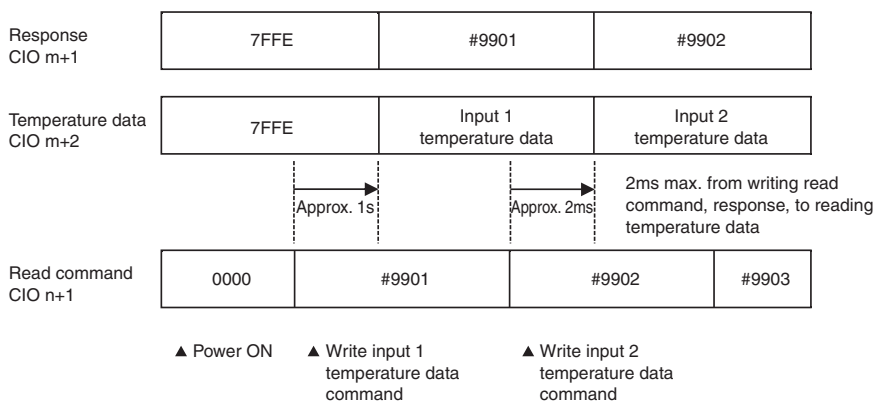 Response
CIO m+1
7FFE
#9901
#9902
Temperature data
CIO m+2
7FFE
Input 1
temperature data
Input 2
temperature data
Approx. 1s
Approx. 2ms
2ms max. from writing read
command, response, to reading
temperature data
Read command
CIO n+1
0000
#9901
#9902
#9903
▲ Power ON
▲ Write input 1
temperature data
command
▲ Write input 2
temperature data
command